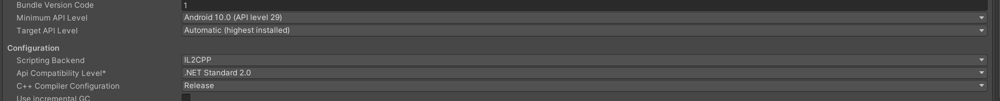 Bundle Version Code 1
Minimum API Level Android 10.0 (API level 29)
Target API Level Automatic (highest installed)
Configuration
Scripting Backend IL2CPP
Api Compatibility Level* .NET Standard 2.0
C++ Compiler Configuration Release
Use incremental GC